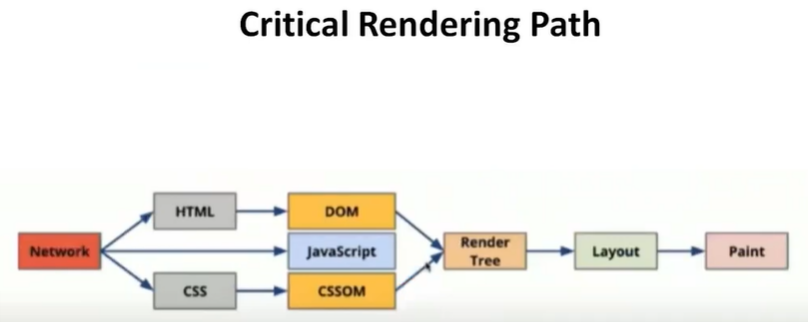 Critical Rendering Path
HTML
DOM
Network
JavaScript
Render
Tree
Layout
Paint
CSS
CSSOM